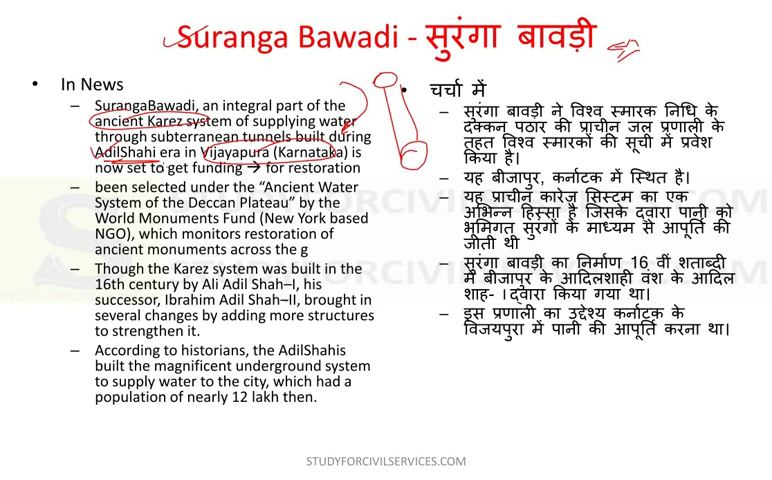 Suranga Bawadi - सुरंगा बावड़ी
• In News
– SurangaBawadi, an integral part of the
ancient Karez system of supplying water
through subterranean tunnels built during
AdilShahi era in Vijayapura (Karnataka) is
now set to get funding → for restoration
– been selected under the “Ancient Water
System of the Deccan Plateau” by the
World Monuments Fund (New York based
NGO), which monitors restoration of
ancient monuments across the g
– Though the Karez system was built in the
16th century by Ali Adil Shah–I, his
successor, Ibrahim Adil Shah–II, brought in
several changes by adding more structures
to strengthen it.
– According to historians, the AdilShahis
built the magnificent underground system
to supply water to the city, which had a
population of nearly 12 lakh then.
• चर्चा में
– सुरंगा बावड़ी ने विश्व स्मारक निधि के
दक्कन पठार की प्राचीन जल प्रणाली के
तहत विश्व स्मारकों की सूची में प्रवेश
किया है।
– यह बीजापुर, कर्नाटक में स्थित है।
– यह प्राचीन कारेज़ सिस्टम का एक
अभिन्न हिस्सा है जिसके द्वारा पानी को
भूमिगत सुरंगों के माध्यम से आपूर्ति की
जीती थी
– सुरंगा बावड़ी का निर्माण 16 वीं शताब्दी
में बीजापुर के आदिलशाही वंश के आदिल
शाह- । द्वारा किया गया था।
– इस प्रणाली का उद्देश्य कर्नाटक के
विजयपुरा में पानी की आपूर्ति करना था।
STUDYFORCIVILSERVICES.COM